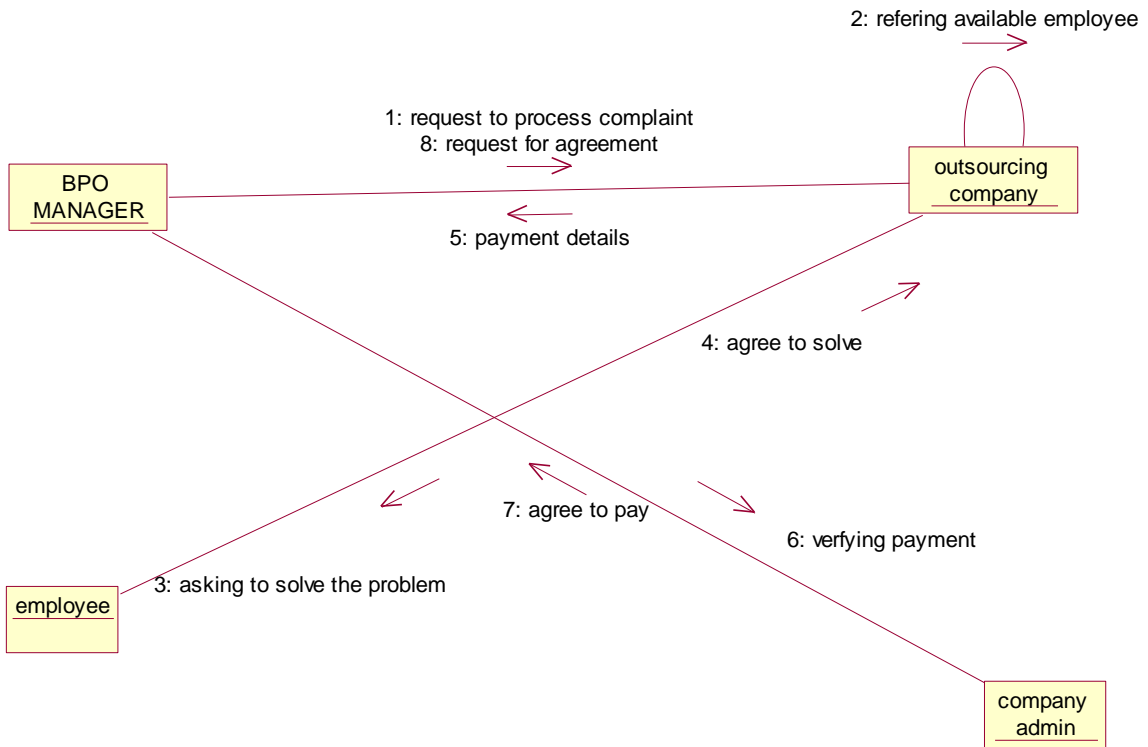 2: refering available employee
1: request to process complaint
8: request for agreement
BPO
MANAGER
outsourcing
company
5: payment details
4: agree to solve
7: agree to pay
6: verfying payment
3: asking to solve the problem
employee
company
admin